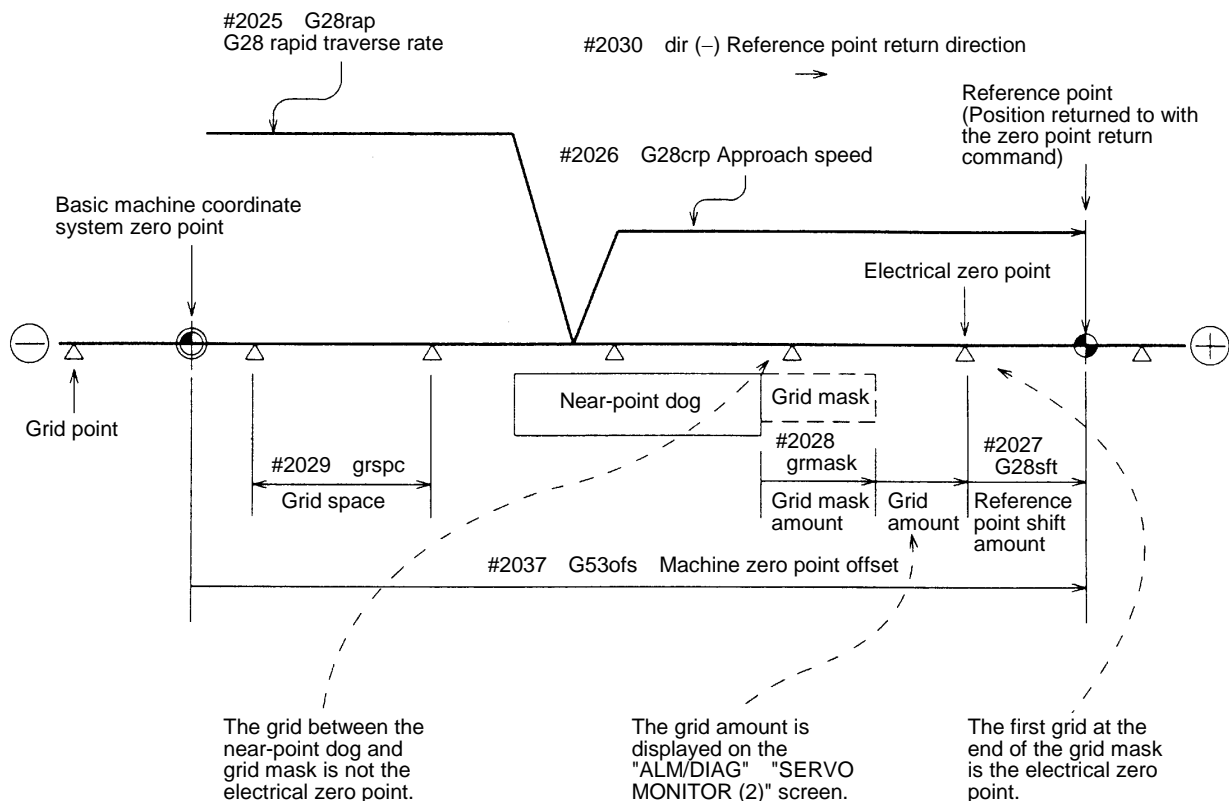 #2025 G28rap
G28 rapid traverse rate
#2030 dir (–) Reference point return direction
Reference point
(Position returned to with
the zero point return
command)
#2026 G28crp Approach speed
Basic machine coordinate
system zero point
Electrical zero point
Grid point
Near-point dog
Grid mask
#2029 grspc
Grid space
#2028
grmask
Grid mask
amount
Grid
amount
#2027
G28sft
Reference
point shift
amount
#2037 G53ofs Machine zero point offset
The grid between the
near-point dog and
grid mask is not the
electrical zero point.
The grid amount is
displayed on the
"ALM/DIAG" "SERVO
MONITOR (2)" screen.
The first grid at the
end of the grid mask
is the electrical zero
point.